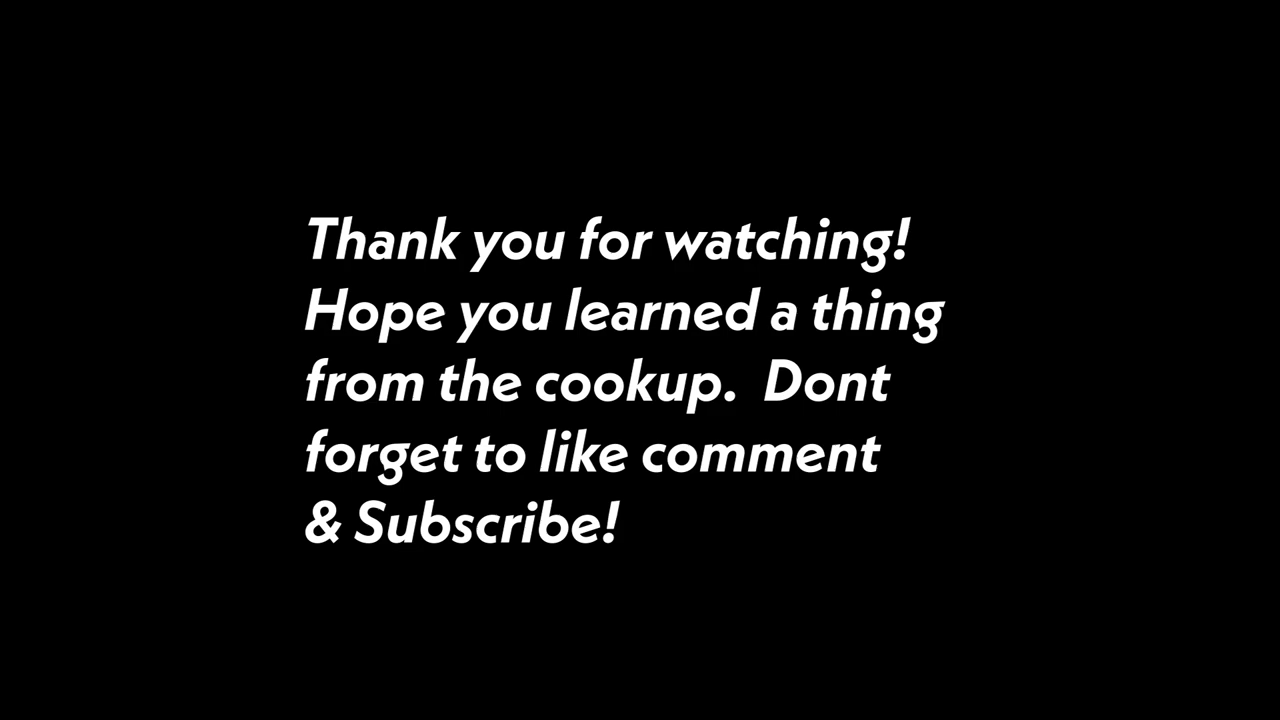 Thank you for watching!
Hope you learned a thing
from the cookup.  Dont
forget to like comment
& Subscribe!